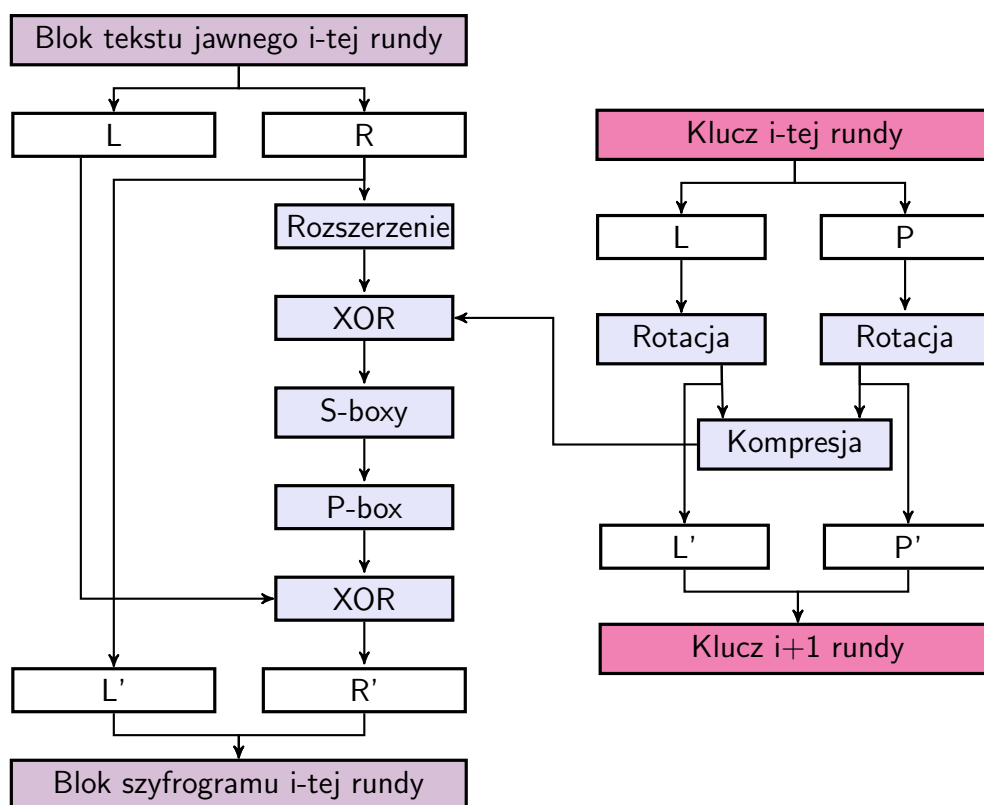 Blok tekstu jawnego i-tej rundy
L
R
Rozszerzenie
XOR
S-boxy
P-box
XOR
L'
R'
Blok szyfrogramu i-tej rundy
Klucz i-tej rundy
L
P
Rotacja
Rotacja
Kompresja
L'
P'
Klucz i+1 rundy